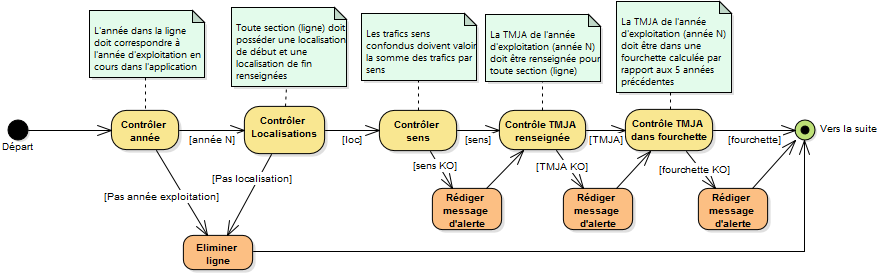 L'année dans la ligne
doit correspondre à
l'année d'exploitation en
cours dans l'application
Toute section (ligne) doit
posséder une localisation
de début et une
localisation de fin
renseignées
Les trafics sens
confondus doivent valoir
la somme des trafics par
sens
La TMJA de l'année
d'exploitation (année N)
doit être renseignée pour
toute section (ligne)
La TMJA de l'année
d'exploitation (année N)
doit être dans une
fourchette calculée par
rapport aux 5 années
précédentes
Départ
Contrôler
année
[année N]
Contrôler
Localisations
[loc]
Contrôler
sens
[sens]
Contrôle TMJA
renseignée
[TMJA]
Contrôle TMJA
dans fourchette
[fourchette]
Vers la suite
[Pas année exploitation]
[Pas localisation]
[sens KO]
[TMJA KO]
[fourchette KO]
Rédiger
message
d'alerte
Rédiger
message
d'alerte
Rédiger
message
d'alerte
Eliminer
ligne